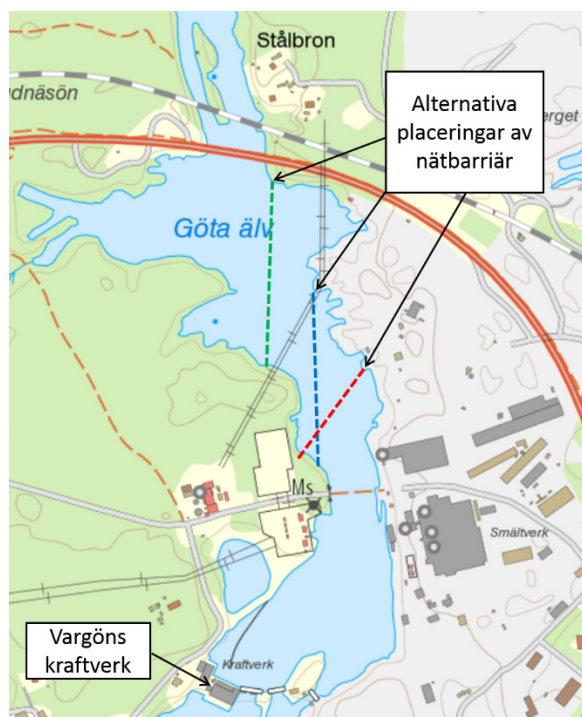 Stålbron
dnäsön
Alternativa
placeringar av
nätbarriär
erget
Göta älv
Ms
Smältverk
Vargöns
kraftverk
Kraftverk